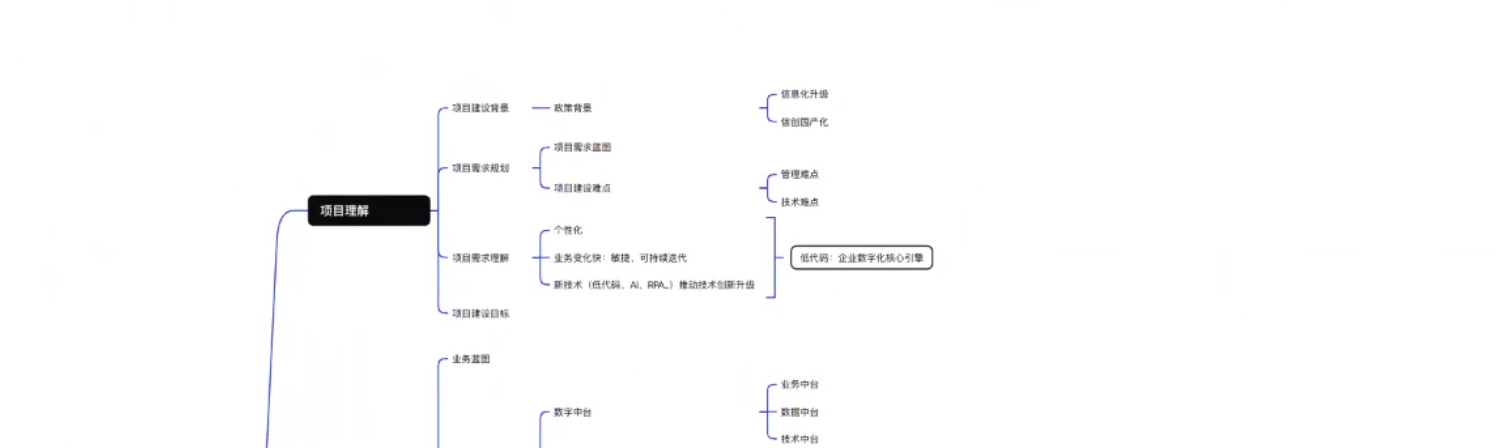 信息化升级
项目建设背景
政策背景
信创国产化
项目需求蓝图
项目需求规划
管理难点
项目建设难点
技术难点
项目理解
个性化
项目需求理解
业务变化快：敏捷、可持续迭代
低代码：企业数字化核心引擎
新技术（低代码、AI、RPA...）推动技术创新升级
项目建设目标
业务蓝图
业务中台
数字中台
数据中台
技术中台